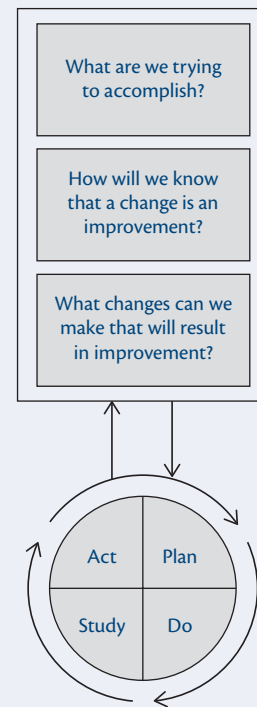 What are we trying
to accomplish?
How will we know
that a change is an
improvement?
What changes can we
make that will result
in improvement?
Act
Plan
Study
Do